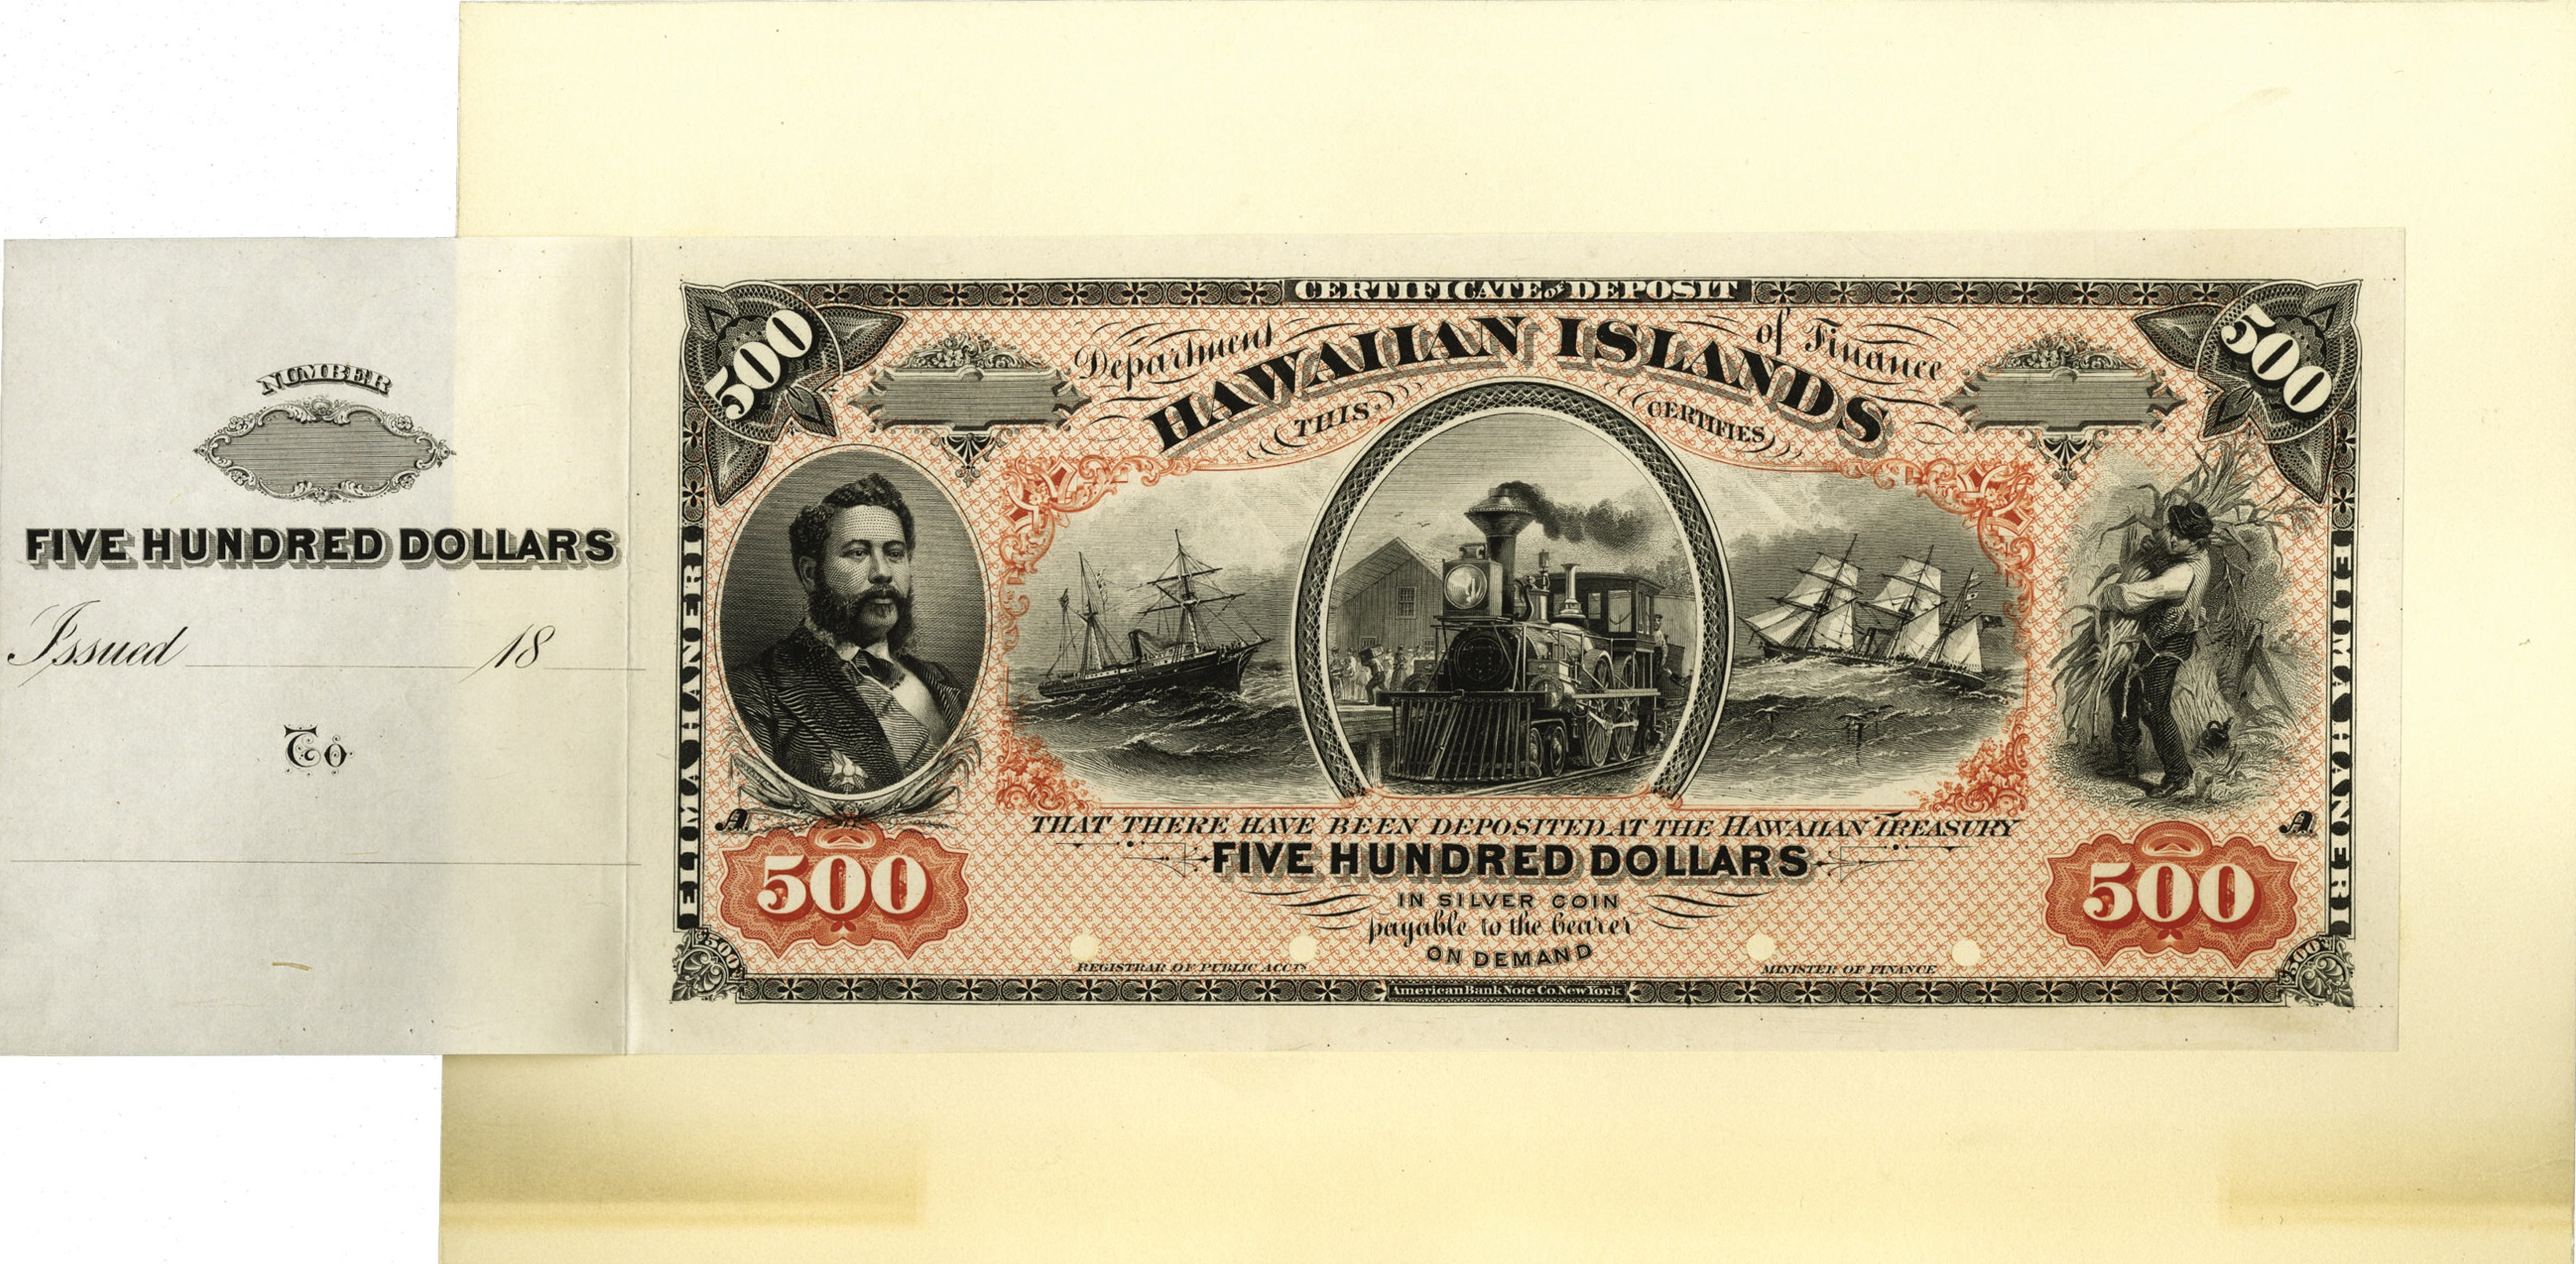 NUMBER
FIVE HUNDRED DOLLARS
Issued 18
To
CERTIFICATE OF DEPOSIT
500
500
Department of Finance
HAWAIIAN ISLANDS
THIS CERTIFIES
ELIMA HANERI
ELIMA HANERI
A.
A.
THAT THERE HAVE BEEN DEPOSITED AT THE HAWAIIAN TREASURY
FIVE HUNDRED DOLLARS
500
500
IN SILVER COIN
payable to the bearer
ON DEMAND
REGISTRAR OF PUBLIC ACCTS
MINISTER OF FINANCE
500
500
American Bank Note Co. New York